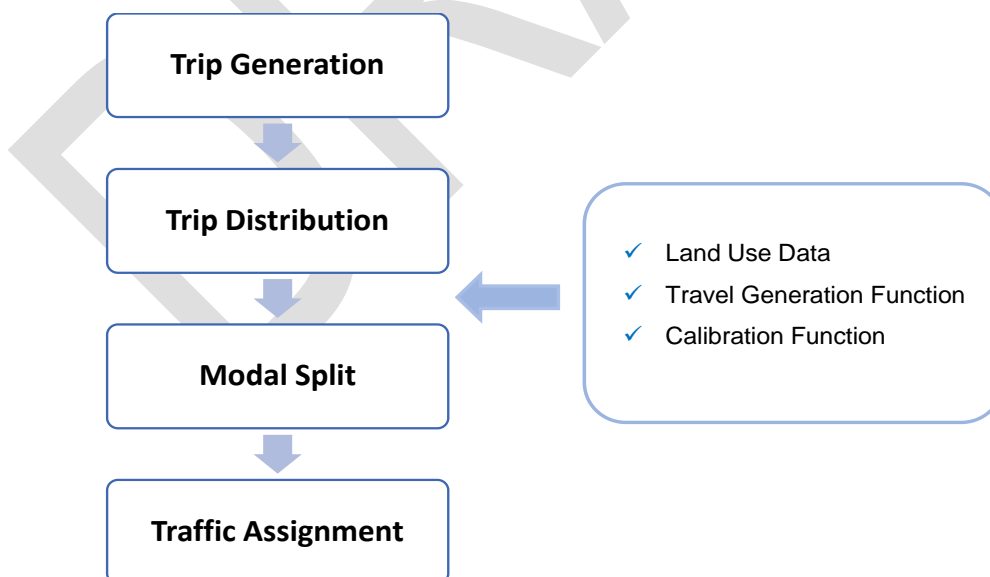 Trip Generation
Trip Distribution
Land Use Data
Travel Generation Function
Calibration Function
Modal Split
Traffic Assignment